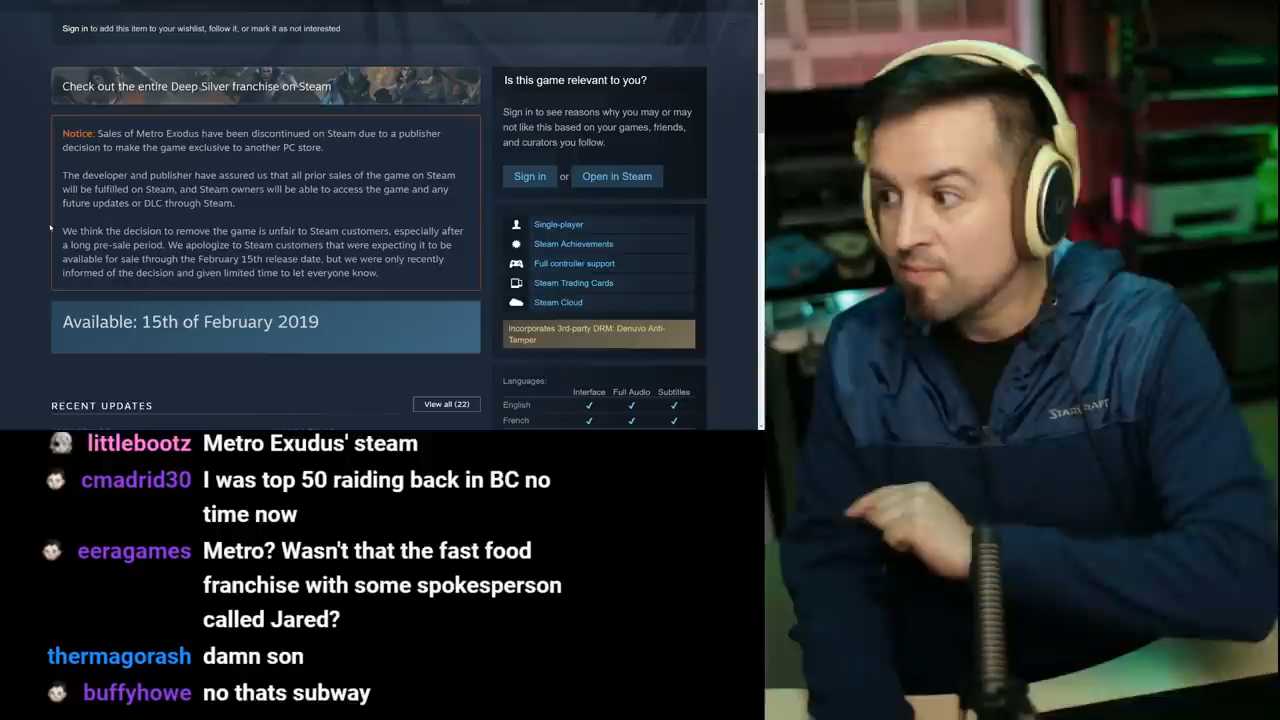 Sign in to add this item to your wishlist, follow it, or mark it as not interested
Check out the entire Deep Silver franchise on Steam
Notice: Sales of Metro Exodus have been discontinued on Steam due to a publisher
decision to make the game exclusive to another PC store.
The developer and publisher have assured us that all prior sales of the game on Steam
will be fulfilled on Steam, and Steam owners will be able to access the game and any
future updates or DLC through Steam.
We think the decision to remove the game is unfair to Steam customers, especially after
a long pre-sale period. We apologize to Steam customers that were expecting it to be
available for sale through the February 15th release date, but we were only recently
informed of the decision and given limited time to let everyone know.
Available: 15th of February 2019
RECENT UPDATES
View all (22)
Is this game relevant to you?
Sign in to see reasons why you may or may
not like this based on your games, friends,
and curators you follow.
Sign in or Open in Steam
Single-player
Steam Achievements
Full controller support
Steam Trading Cards
Steam Cloud
Incorporates 3rd-party DRM: Denuvo Anti-
Tamper
Languages:
Interface Full Audio Subtitles
English ✓ ✓ ✓
French ✓ ✓ ✓
littlebootz Metro Exudus' steam
cmadrid30 I was top 50 raiding back in BC no
time now
eeragames Metro? Wasn't that the fast food
franchise with some spokesperson
called Jared?
thermagorash damn son
buffyhowe no thats subway
STARCRAFT